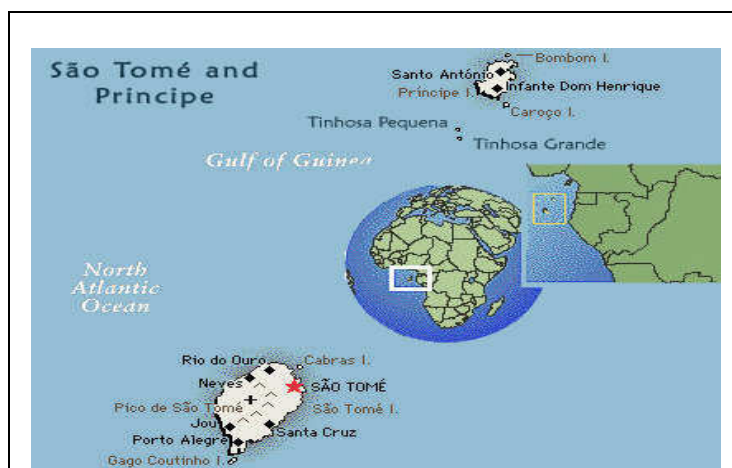 São Tomé and
Principe
Bombom I.
Santo António
Infante Dom Henrique
Príncipe I.
Caroço I.
Tinhosa Pequena
Tinhosa Grande
Gulf of Guinea
North
Atlantic
Ocean
Rio do Ouro
Cabras I.
Neves
SÃO TOMÉ
Pico de São Tomé
São Tomé I.
Jou
Santa Cruz
Porto Alegre
Gago Coutinho I.